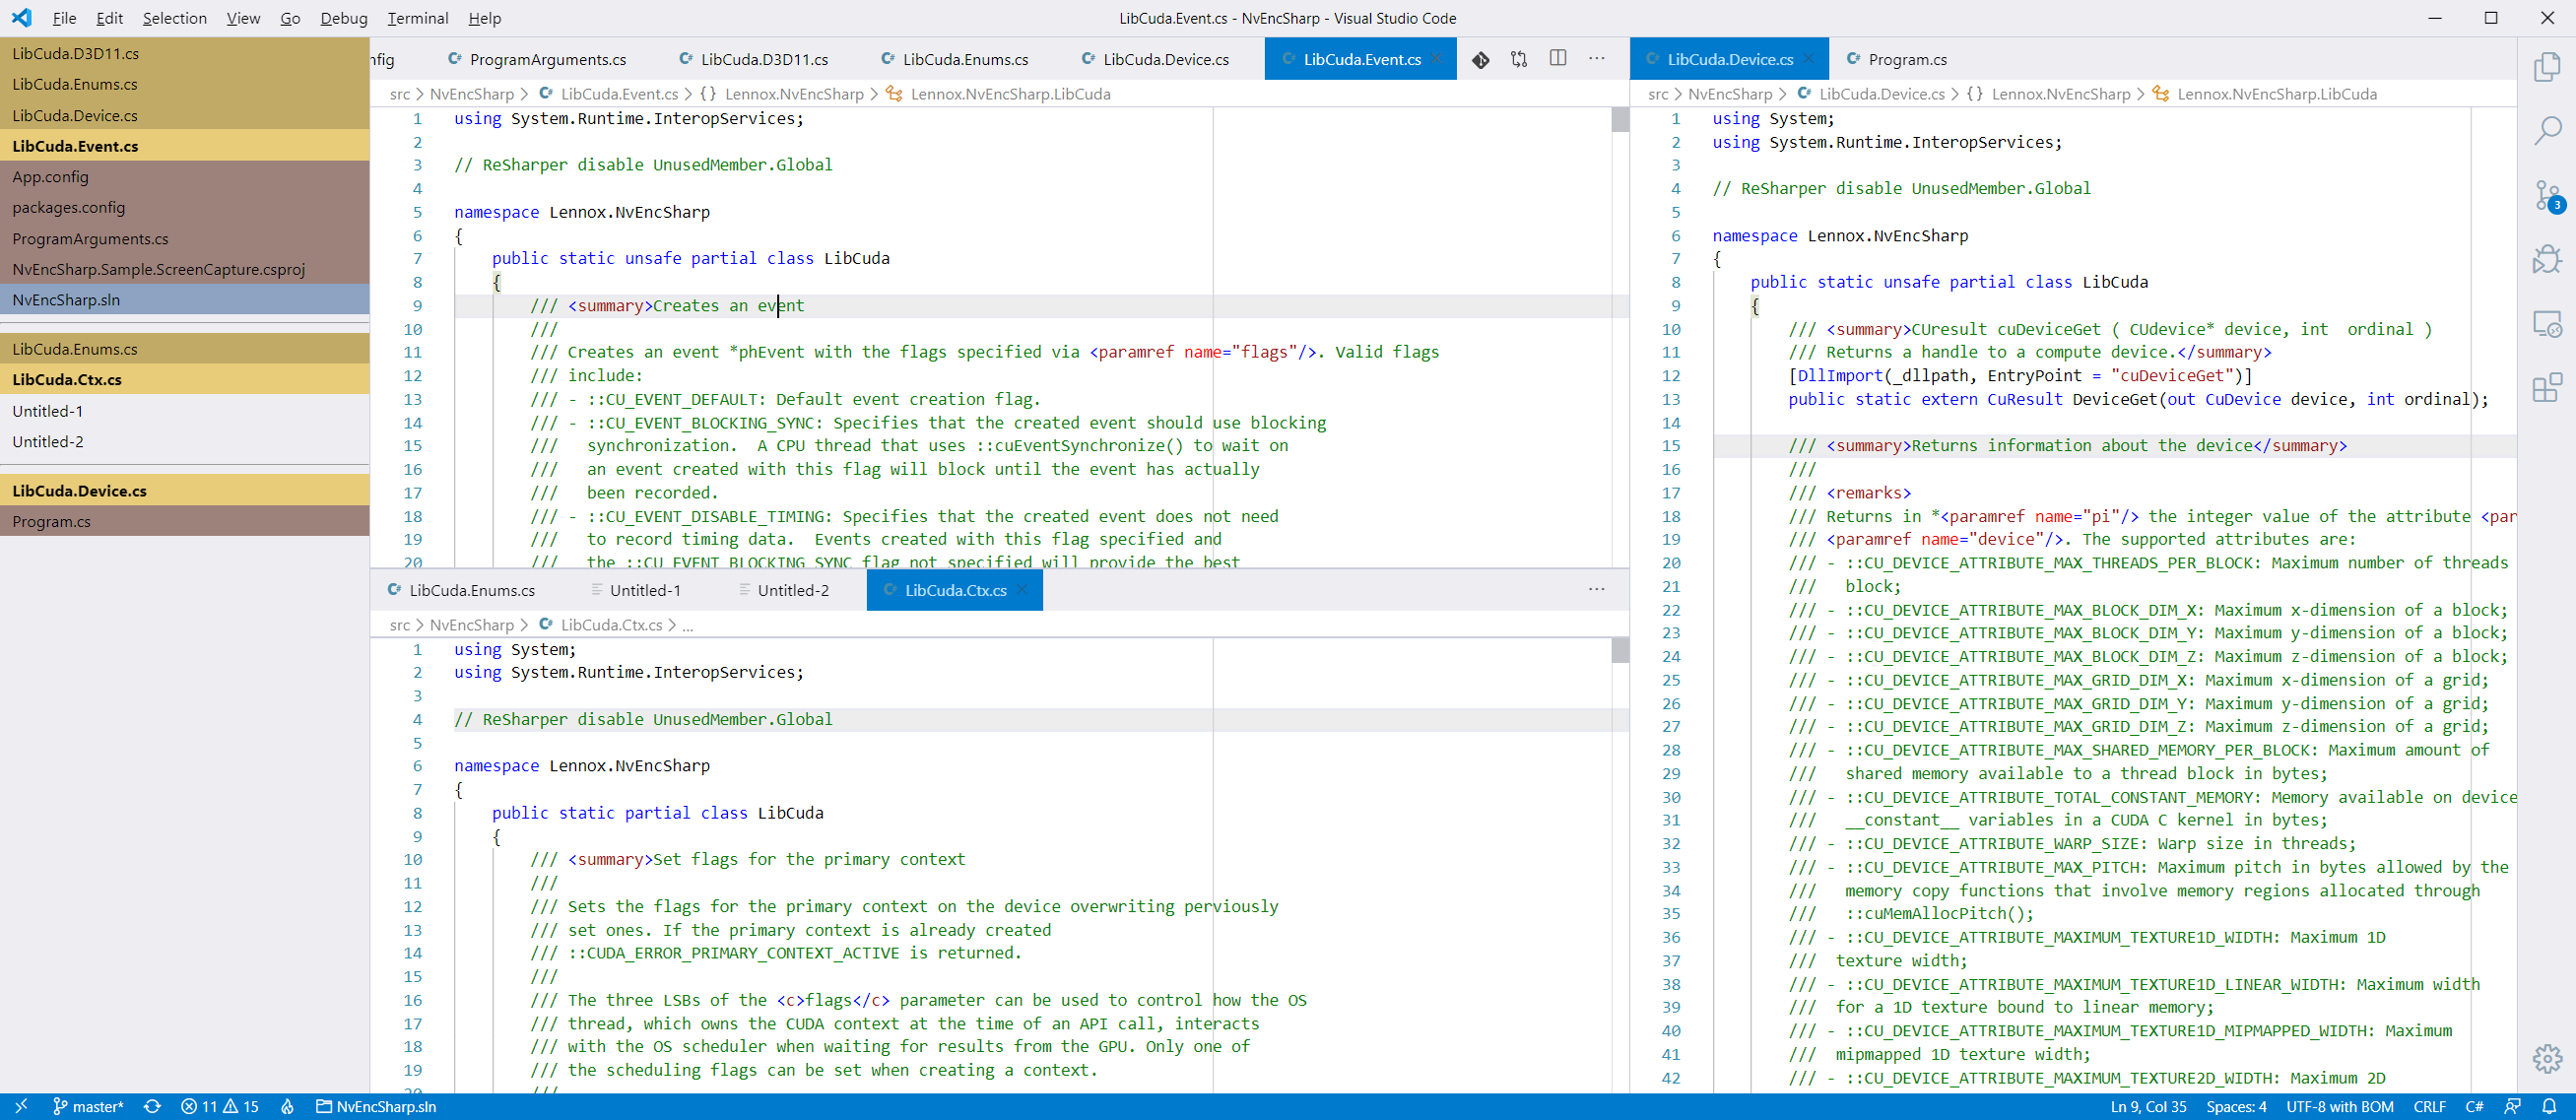 File Edit Selection View Go Debug Terminal Help
LibCuda.Event.cs - NvEncSharp - Visual Studio Code
LibCuda.D3D11.cs
LibCuda.Enums.cs
LibCuda.Device.cs
LibCuda.Event.cs
App.config
packages.config
ProgramArguments.cs
NvEncSharp.Sample.ScreenCapture.csproj
NvEncSharp.sln
LibCuda.Enums.cs
LibCuda.Ctx.cs
Untitled-1
Untitled-2
LibCuda.Device.cs
Program.cs
nfig ProgramArguments.cs LibCuda.D3D11.cs LibCuda.Enums.cs LibCuda.Device.cs LibCuda.Event.cs
src > NvEncSharp > LibCuda.Event.cs > {} Lennox.NvEncSharp > Lennox.NvEncSharp.LibCuda
1 using System.Runtime.InteropServices;
2
3 // ReSharper disable UnusedMember.Global
4
5 namespace Lennox.NvEncSharp
6 {
7 public static unsafe partial class LibCuda
8 {
9 /// <summary>Creates an event
10 ///
11 /// Creates an event *phEvent with the flags specified via <paramref name="flags"/>. Valid flags
12 /// include:
13 /// - ::CU_EVENT_DEFAULT: Default event creation flag.
14 /// - ::CU_EVENT_BLOCKING_SYNC: Specifies that the created event should use blocking
15 /// synchronization.  A CPU thread that uses ::cuEventSynchronize() to wait on
16 /// an event created with this flag will block until the event has actually
17 /// been recorded.
18 /// - ::CU_EVENT_DISABLE_TIMING: Specifies that the created event does not need
19 /// to record timing data.  Events created with this flag specified and
20 /// the ::CU_EVENT_BLOCKING_SYNC flag not specified will provide the best
LibCuda.Enums.cs Untitled-1 Untitled-2 LibCuda.Ctx.cs
src > NvEncSharp > LibCuda.Ctx.cs > ...
1 using System;
2 using System.Runtime.InteropServices;
3
4 // ReSharper disable UnusedMember.Global
5
6 namespace Lennox.NvEncSharp
7 {
8 public static partial class LibCuda
9 {
10 /// <summary>Set flags for the primary context
11 ///
12 /// Sets the flags for the primary context on the device overwriting perviously
13 /// set ones. If the primary context is already created
14 /// ::CUDA_ERROR_PRIMARY_CONTEXT_ACTIVE is returned.
15 ///
16 /// The three LSBs of the <c>flags</c> parameter can be used to control how the OS
17 /// thread, which owns the CUDA context at the time of an API call, interacts
18 /// with the OS scheduler when waiting for results from the GPU. Only one of
19 /// the scheduling flags can be set when creating a context.
20 ///
LibCuda.Device.cs Program.cs
src > NvEncSharp > LibCuda.Device.cs > {} Lennox.NvEncSharp > Lennox.NvEncSharp.LibCuda
1 using System;
2 using System.Runtime.InteropServices;
3
4 // ReSharper disable UnusedMember.Global
5
6 namespace Lennox.NvEncSharp
7 {
8 public static unsafe partial class LibCuda
9 {
10 /// <summary>CUresult cuDeviceGet ( CUdevice* device, int  ordinal )
11 /// Returns a handle to a compute device.</summary>
12 [DllImport(_dllpath, EntryPoint = "cuDeviceGet")]
13 public static extern CuResult DeviceGet(out CuDevice device, int ordinal);
14
15 /// <summary>Returns information about the device</summary>
16 ///
17 /// <remarks>
18 /// Returns in *<paramref name="pi"/> the integer value of the attribute <par
19 /// <paramref name="device"/>. The supported attributes are:
20 /// - ::CU_DEVICE_ATTRIBUTE_MAX_THREADS_PER_BLOCK: Maximum number of threads
21 /// block;
22 /// - ::CU_DEVICE_ATTRIBUTE_MAX_BLOCK_DIM_X: Maximum x-dimension of a block;
23 /// - ::CU_DEVICE_ATTRIBUTE_MAX_BLOCK_DIM_Y: Maximum y-dimension of a block;
24 /// - ::CU_DEVICE_ATTRIBUTE_MAX_BLOCK_DIM_Z: Maximum z-dimension of a block;
25 /// - ::CU_DEVICE_ATTRIBUTE_MAX_GRID_DIM_X: Maximum x-dimension of a grid;
26 /// - ::CU_DEVICE_ATTRIBUTE_MAX_GRID_DIM_Y: Maximum y-dimension of a grid;
27 /// - ::CU_DEVICE_ATTRIBUTE_MAX_GRID_DIM_Z: Maximum z-dimension of a grid;
28 /// - ::CU_DEVICE_ATTRIBUTE_MAX_SHARED_MEMORY_PER_BLOCK: Maximum amount of
29 /// shared memory available to a thread block in bytes;
30 /// - ::CU_DEVICE_ATTRIBUTE_TOTAL_CONSTANT_MEMORY: Memory available on device
31 /// __constant__ variables in a CUDA C kernel in bytes;
32 /// - ::CU_DEVICE_ATTRIBUTE_WARP_SIZE: Warp size in threads;
33 /// - ::CU_DEVICE_ATTRIBUTE_MAX_PITCH: Maximum pitch in bytes allowed by the
34 /// memory copy functions that involve memory regions allocated through
35 /// ::cuMemAllocPitch();
36 /// - ::CU_DEVICE_ATTRIBUTE_MAXIMUM_TEXTURE1D_WIDTH: Maximum 1D
37 /// texture width;
38 /// - ::CU_DEVICE_ATTRIBUTE_MAXIMUM_TEXTURE1D_LINEAR_WIDTH: Maximum width
39 /// for a 1D texture bound to linear memory;
40 /// - ::CU_DEVICE_ATTRIBUTE_MAXIMUM_TEXTURE1D_MIPMAPPED_WIDTH: Maximum
41 /// mipmapped 1D texture width;
42 /// - ::CU_DEVICE_ATTRIBUTE_MAXIMUM_TEXTURE2D_WIDTH: Maximum 2D
3
master* 11 15 NvEncSharp.sln
Ln 9, Col 35 Spaces: 4 UTF-8 with BOM CRLF C#